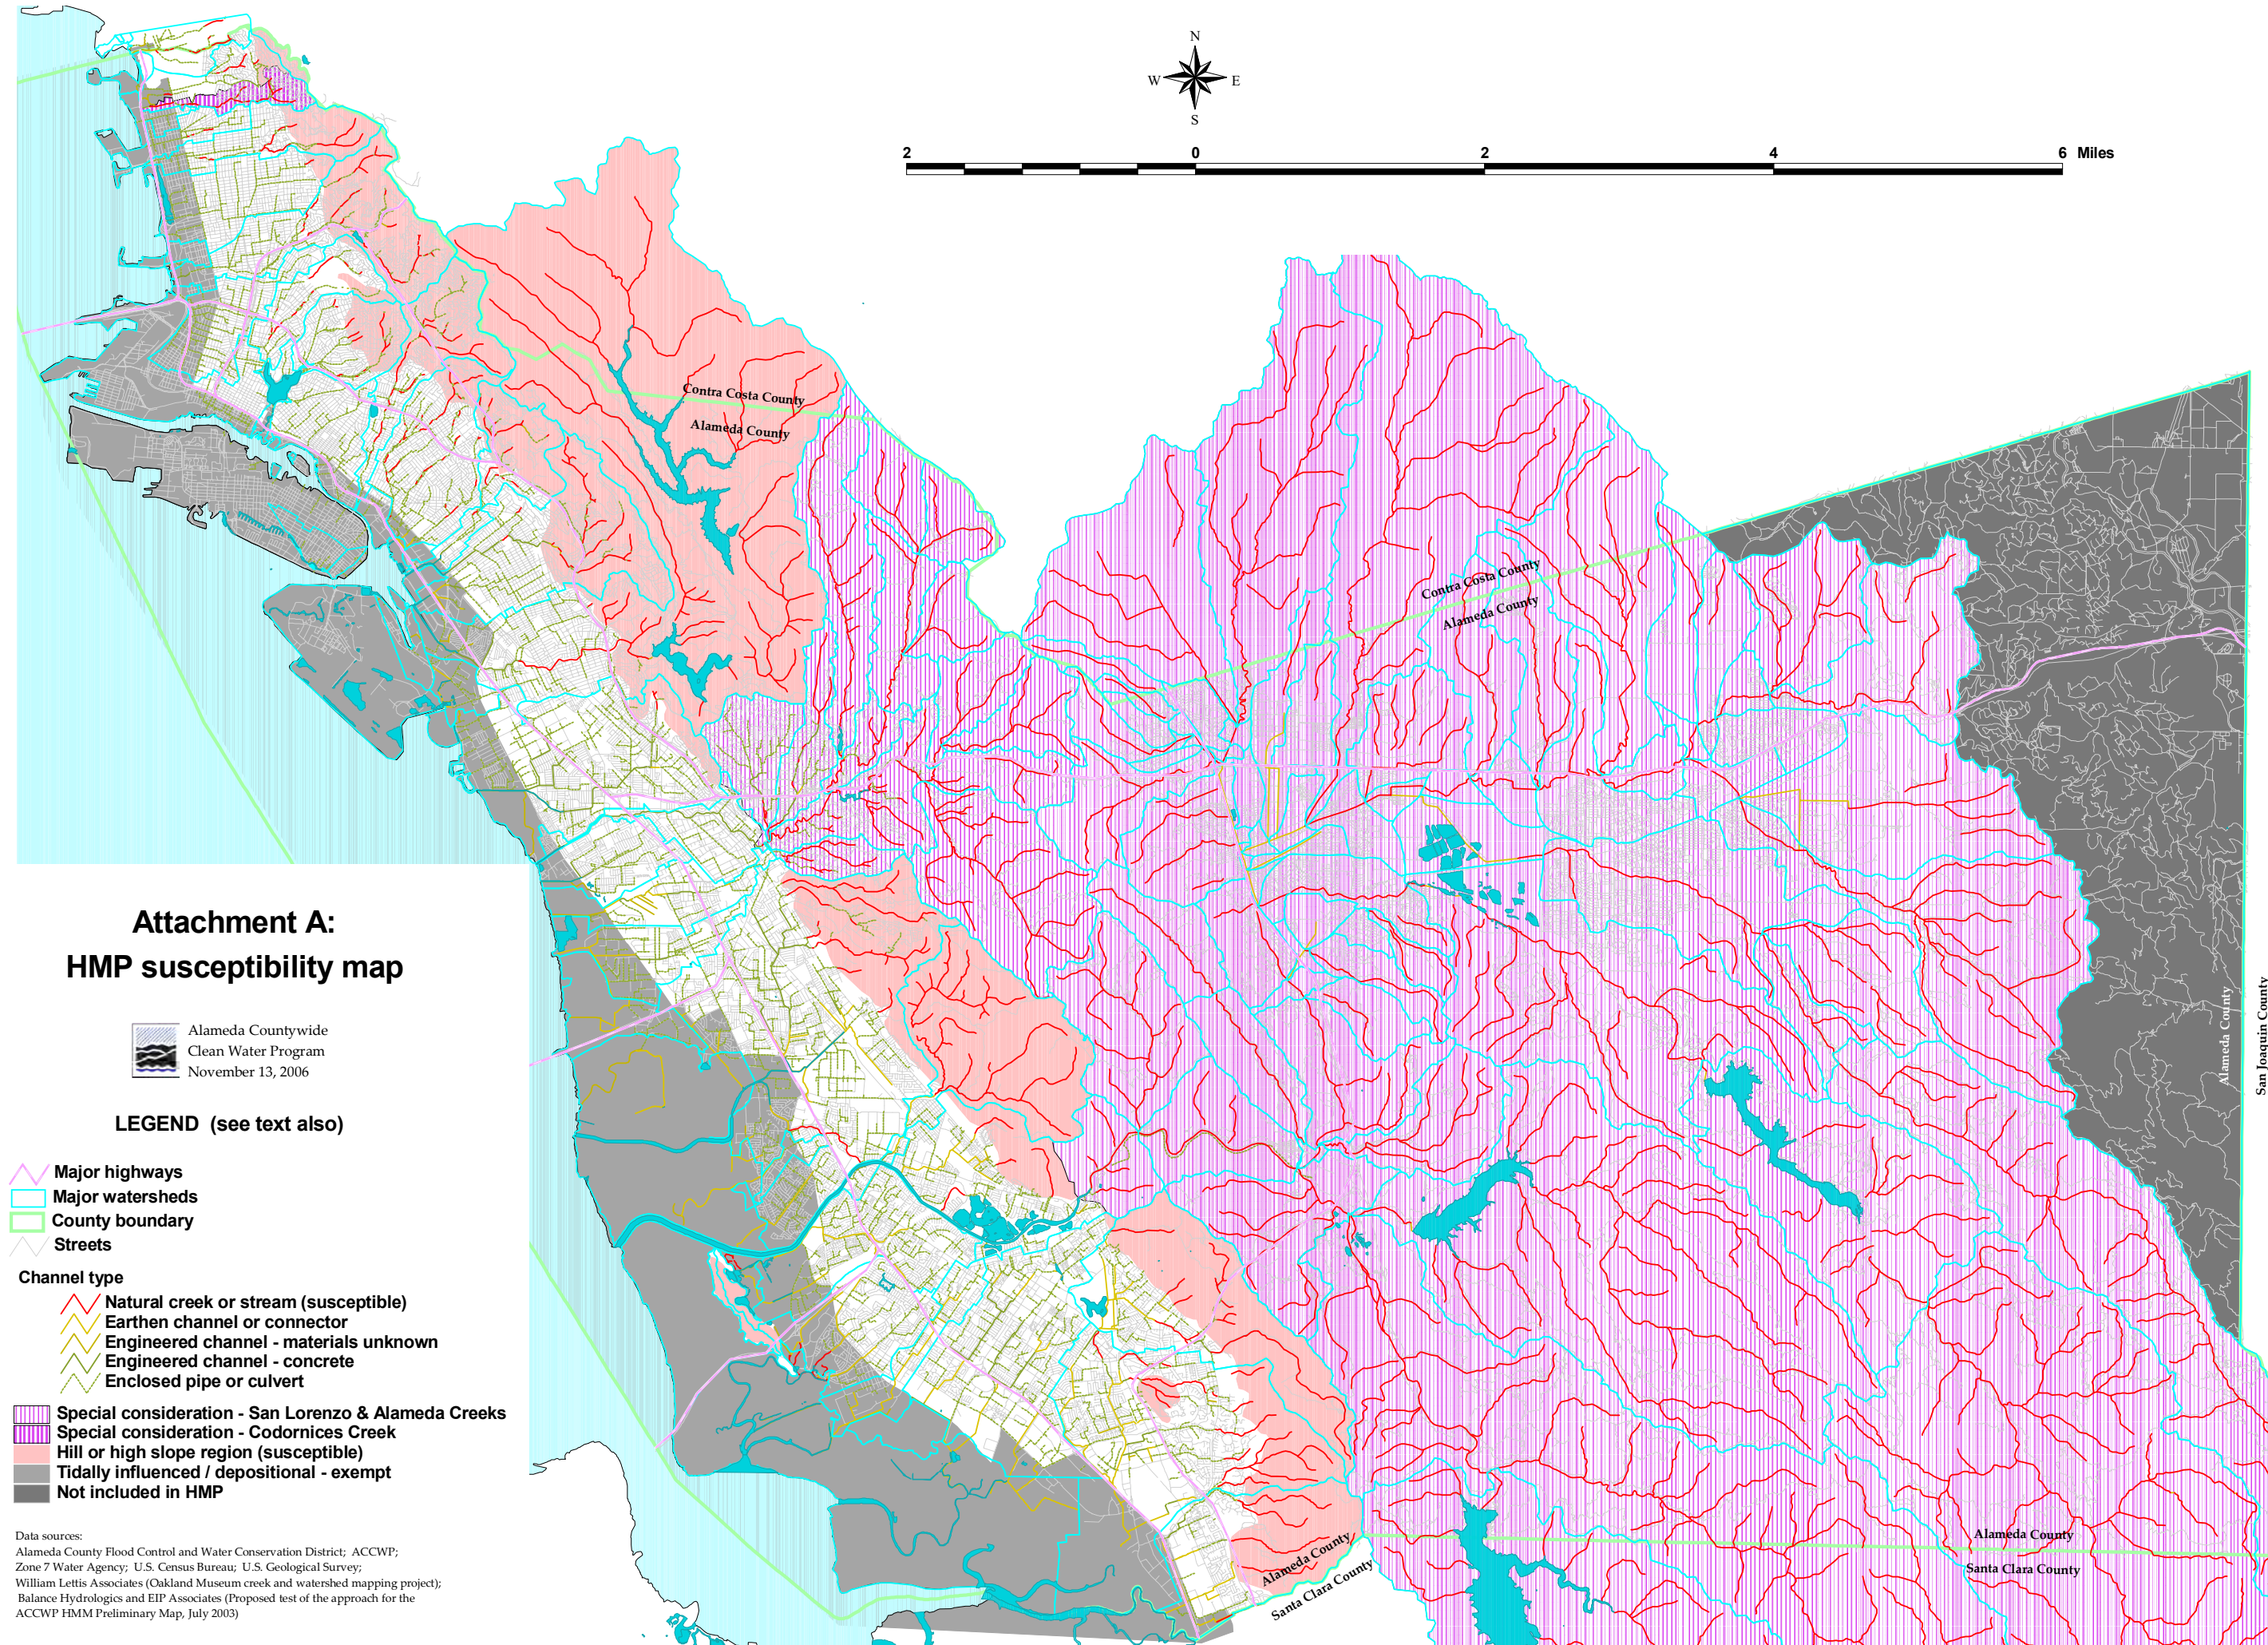 N
W
E
S
2
0
2
4
6 Miles
Contra Costa County
Alameda County
Contra Costa County
Alameda County
Alameda County
San Joaquin County
Attachment A:
HMP susceptibility map
Alameda Countywide
Clean Water Program
November 13, 2006
LEGEND (see text also)
Major highways
Major watersheds
County boundary
Streets
Channel type
Natural creek or stream (susceptible)
Earthen channel or connector
Engineered channel - materials unknown
Engineered channel - concrete
Enclosed pipe or culvert
Special consideration - San Lorenzo & Alameda Creeks
Special consideration - Codornices Creek
Hill or high slope region (susceptible)
Tidally influenced / depositional - exempt
Not included in HMP
Data sources:
Alameda County Flood Control and Water Conservation District; ACCWP;
Zone 7 Water Agency; U.S. Census Bureau; U.S. Geological Survey;
William Lettis Associates (Oakland Museum creek and watershed mapping project);
Balance Hydrologics and EIP Associates (Proposed test of the approach for the
ACCWP HMM Preliminary Map, July 2003)
Alameda County
Santa Clara County
Alameda County
Santa Clara County